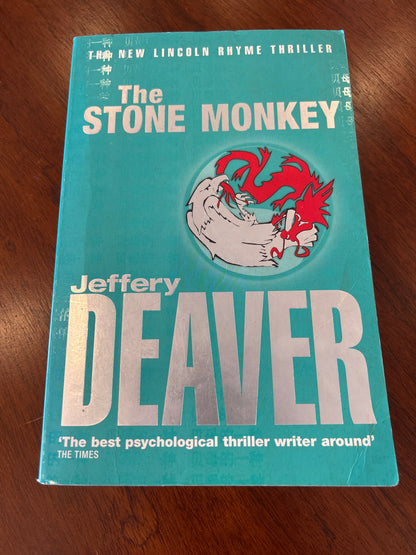 THE NEW LINCOLN RHYME THRILLER
The
STONE MONKEY
Jeffery
DEAVER
'The best psychological thriller writer around'
THE TIMES